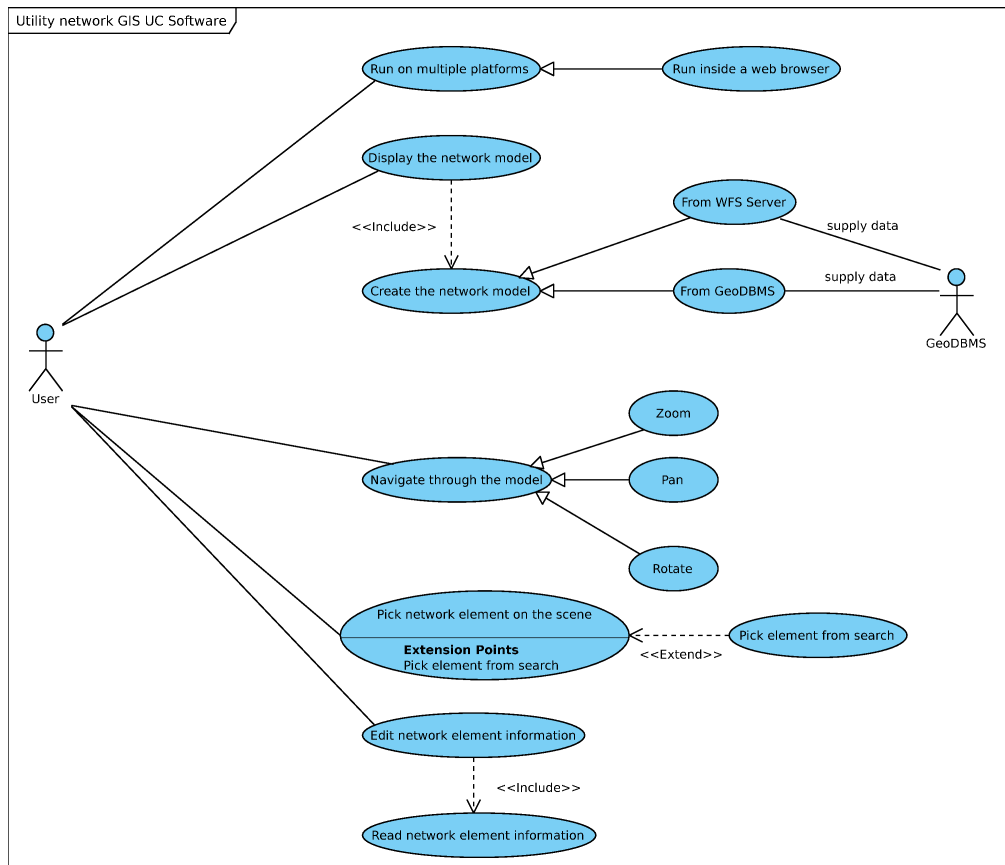 Utility network GIS UC Software
Run on multiple platforms
Run inside a web browser
Display the network model
<<Include>>
From WFS Server
supply data
Create the network model
From GeoDBMS
supply data
GeoDBMS
User
Zoom
Navigate through the model
Pan
Rotate
Pick network element on the scene
Extension Points
Pick element from search
<<Extend>>
Pick element from search
Edit network element information
<<Include>>
Read network element information